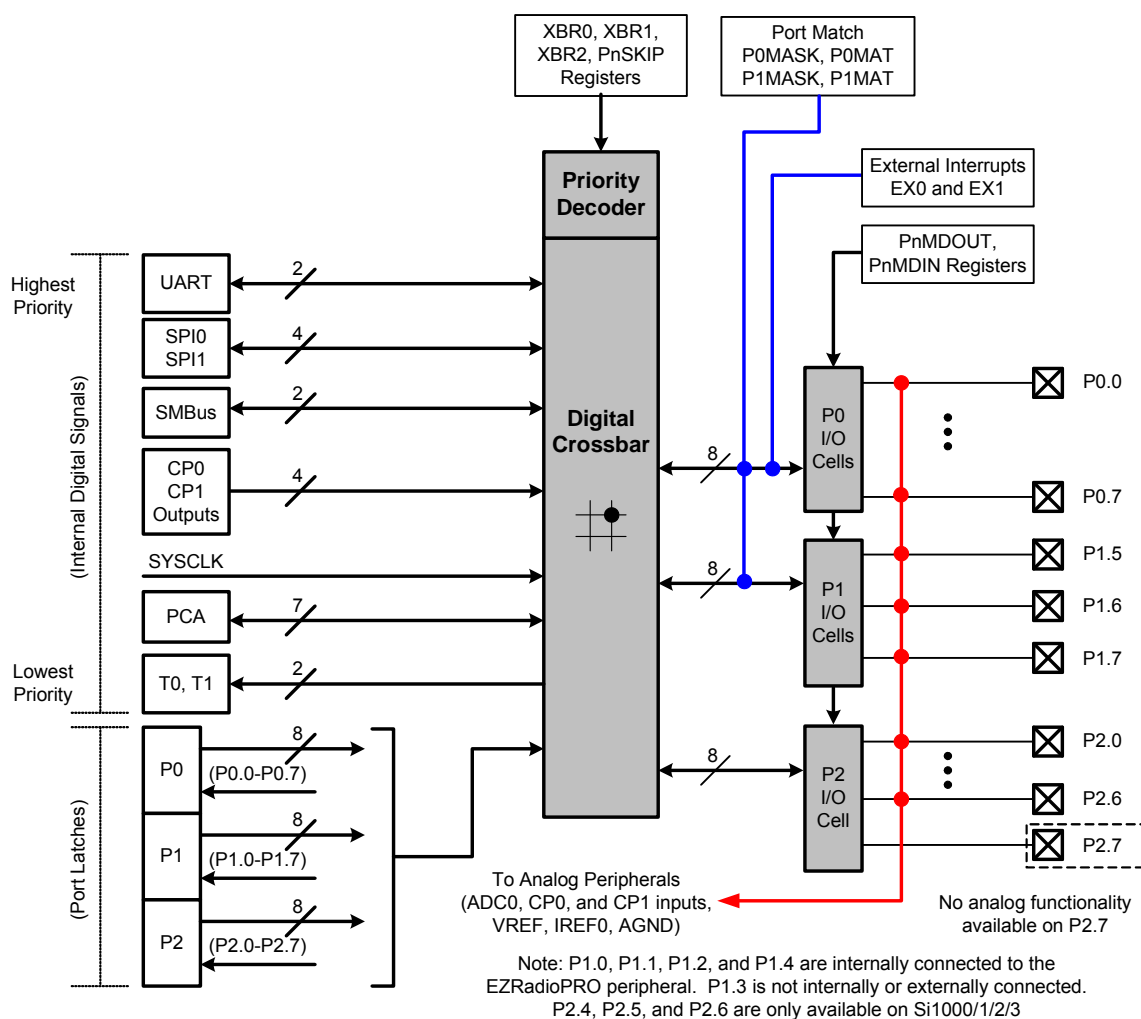 XBR0, XBR1,
XBR2, PnSKIP
Registers
Port Match
P0MASK, P0MAT
P1MASK, P1MAT
External Interrupts
EX0 and EX1
Priority
Decoder
PnMDOUT,
PnMDIN Registers
Highest
Priority
UART
2
SPI0
SPI1
4
SMBus
2
(Internal Digital Signals)
Digital
Crossbar
CP0
CP1
Outputs
4
SYSCLK
PCA
7
Lowest
Priority
T0, T1
2
8
P0
I/O
Cells
P0.0
P0.7
8
P1
I/O
Cells
P1.5
P1.6
P1.7
8
P2
I/O
Cell
P2.0
P2.6
P2.7
(Port Latches)
P0
8
(P0.0-P0.7)
P1
8
(P1.0-P1.7)
P2
8
(P2.0-P2.7)
To Analog Peripherals
(ADC0, CP0, and CP1 inputs,
VREF, IREF0, AGND)
No analog functionality
available on P2.7
Note: P1.0, P1.1, P1.2, and P1.4 are internally connected to the
EZRadioPRO peripheral. P1.3 is not internally or externally connected.
P2.4, P2.5, and P2.6 are only available on Si1000/1/2/3